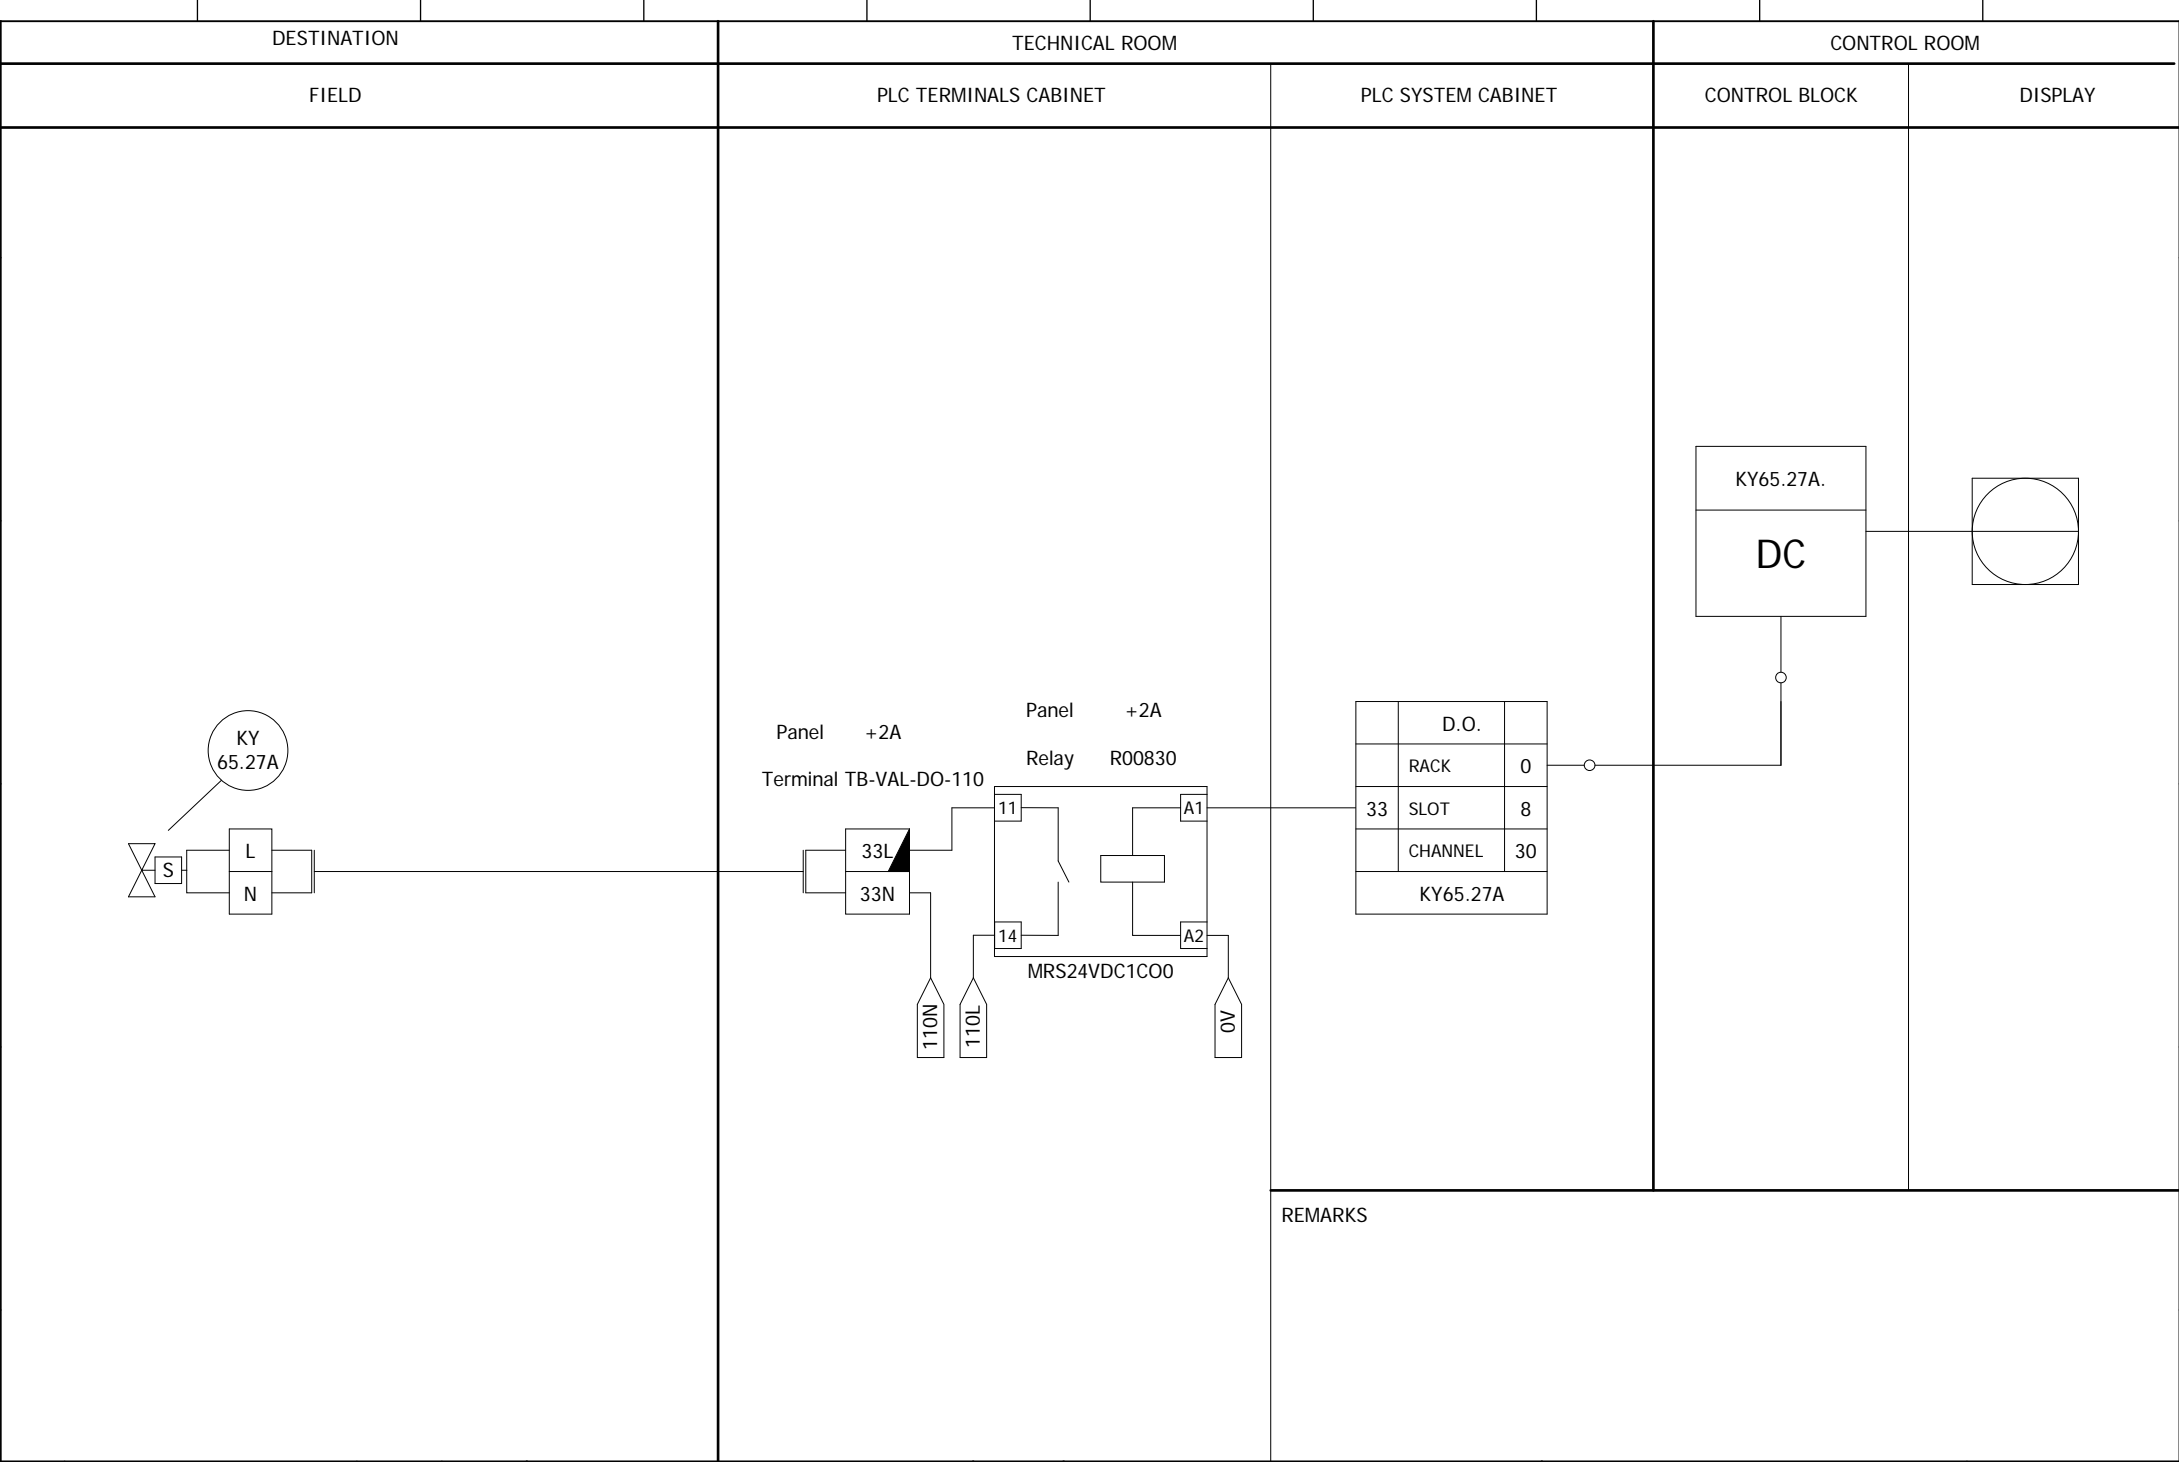 DESTINATION
TECHNICAL ROOM
CONTROL ROOM
FIELD
PLC TERMINALS CABINET
PLC SYSTEM CABINET
CONTROL BLOCK
DISPLAY
KY65.27A.
DC
KY
65.27A
S
L
N
Panel +2A
Terminal TB-VAL-DO-110
33L
33N
Panel +2A
Relay R00830
11
A1
14
A2
MRS24VDC1CO0
110N
110L
0V
D.O.
RACK 0
33 SLOT 8
CHANNEL 30
KY65.27A
REMARKS